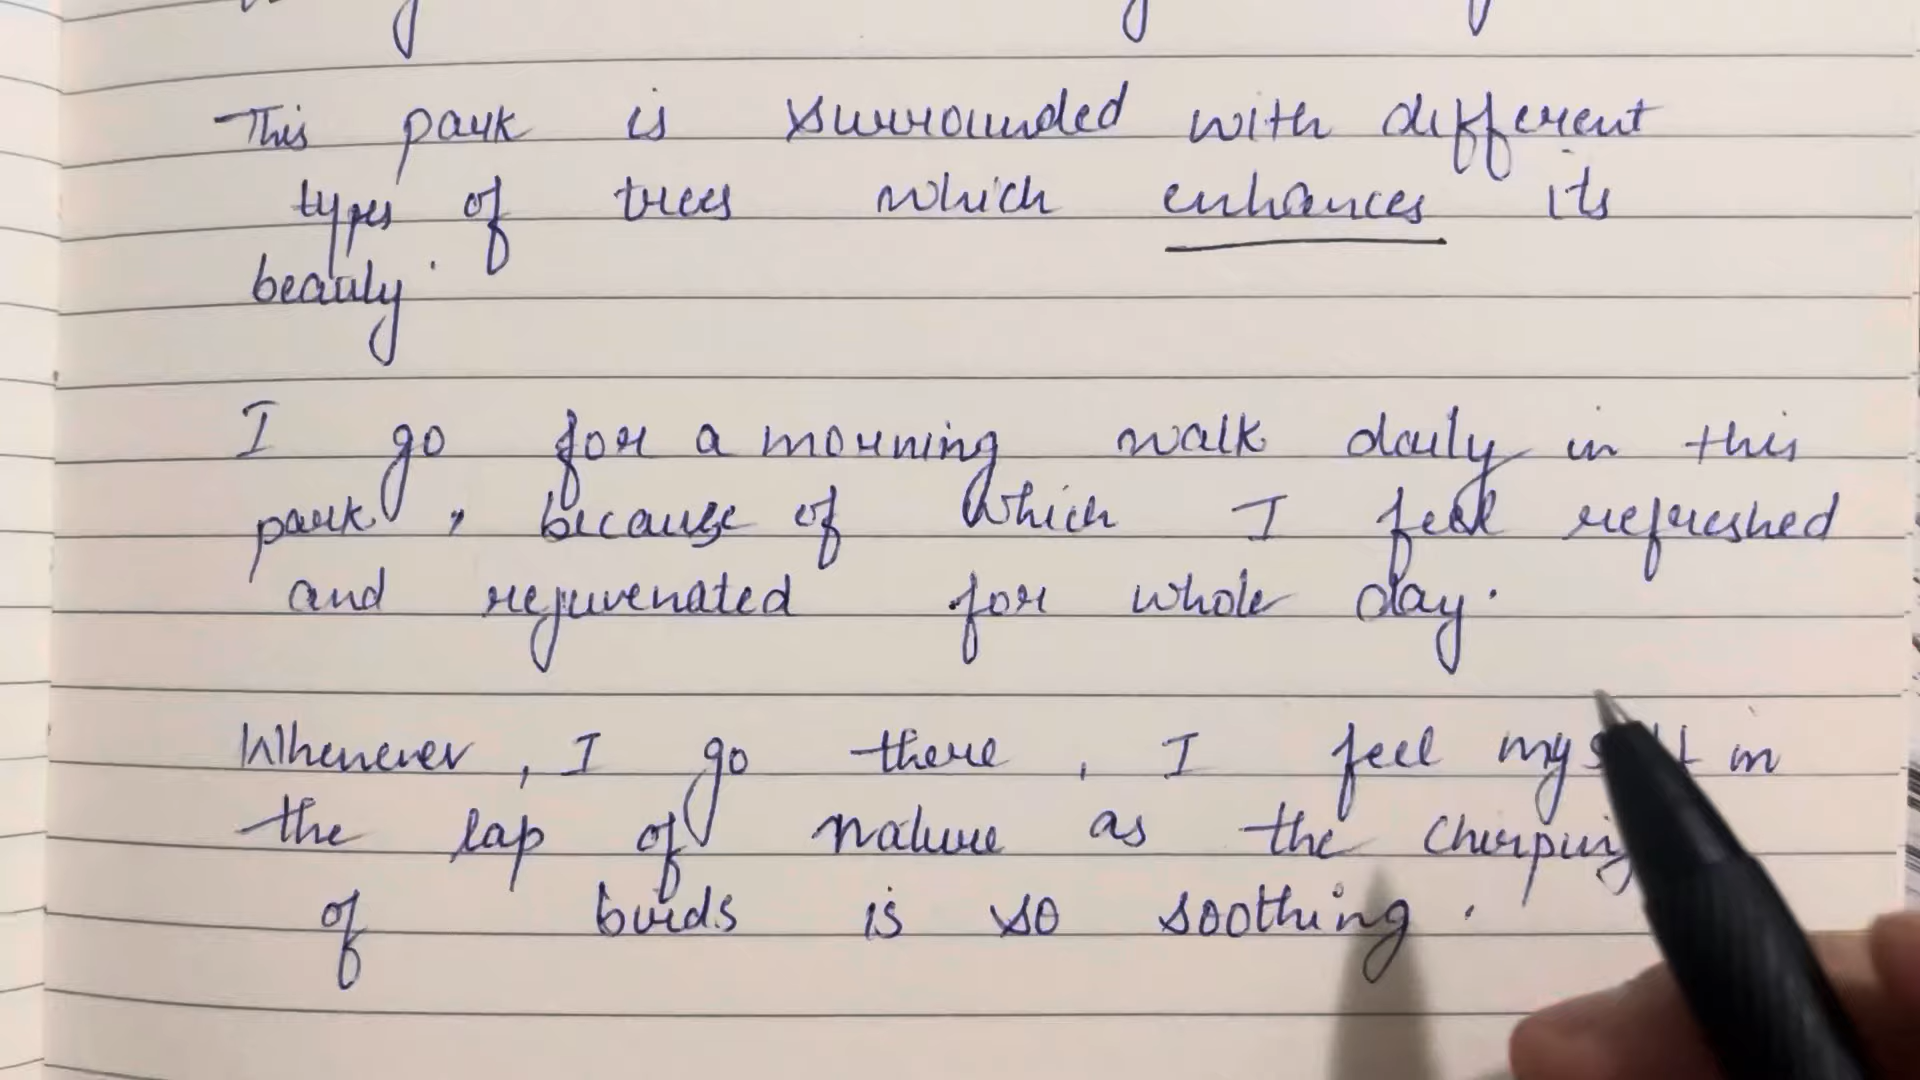 This park is surrounded with different
types of trees which enhances its
beauty.
I go for a morning walk daily in this
park, because of which I feel refreshed
and rejuvenated for whole day.
Whenever, I go there, I feel myself in
the lap of nature as the chirping
of birds is so soothing.